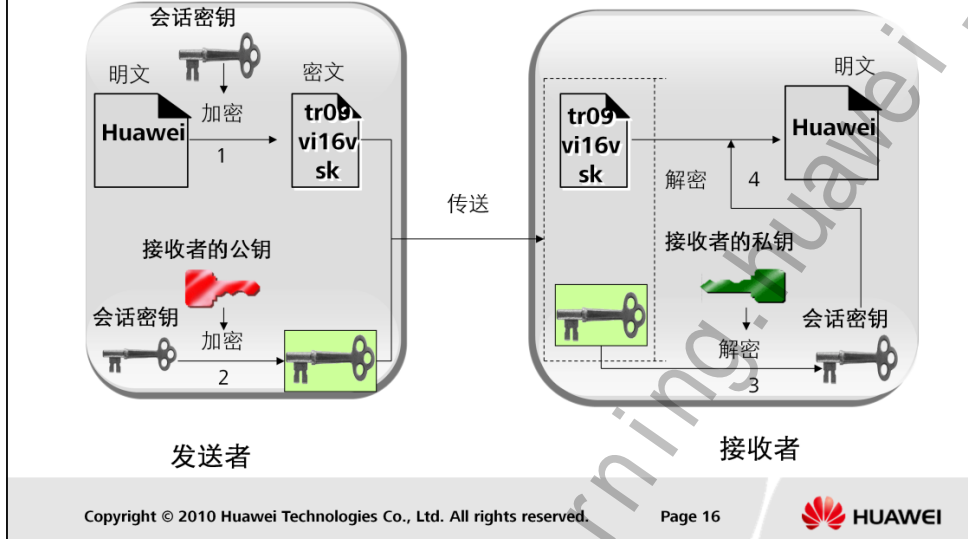 会话密钥
明文
密文
加密
Huawei
tr09
vi16v
sk
1
接收者的公钥
会话密钥
加密
2
发送者
传送
tr09
vi16v
sk
明文
Huawei
解密
4
接收者的私钥
会话密钥
解密
3
接收者
rning.huawei.
Copyright © 2010 Huawei Technologies Co., Ltd. All rights reserved.
Page 16
HUAWEI